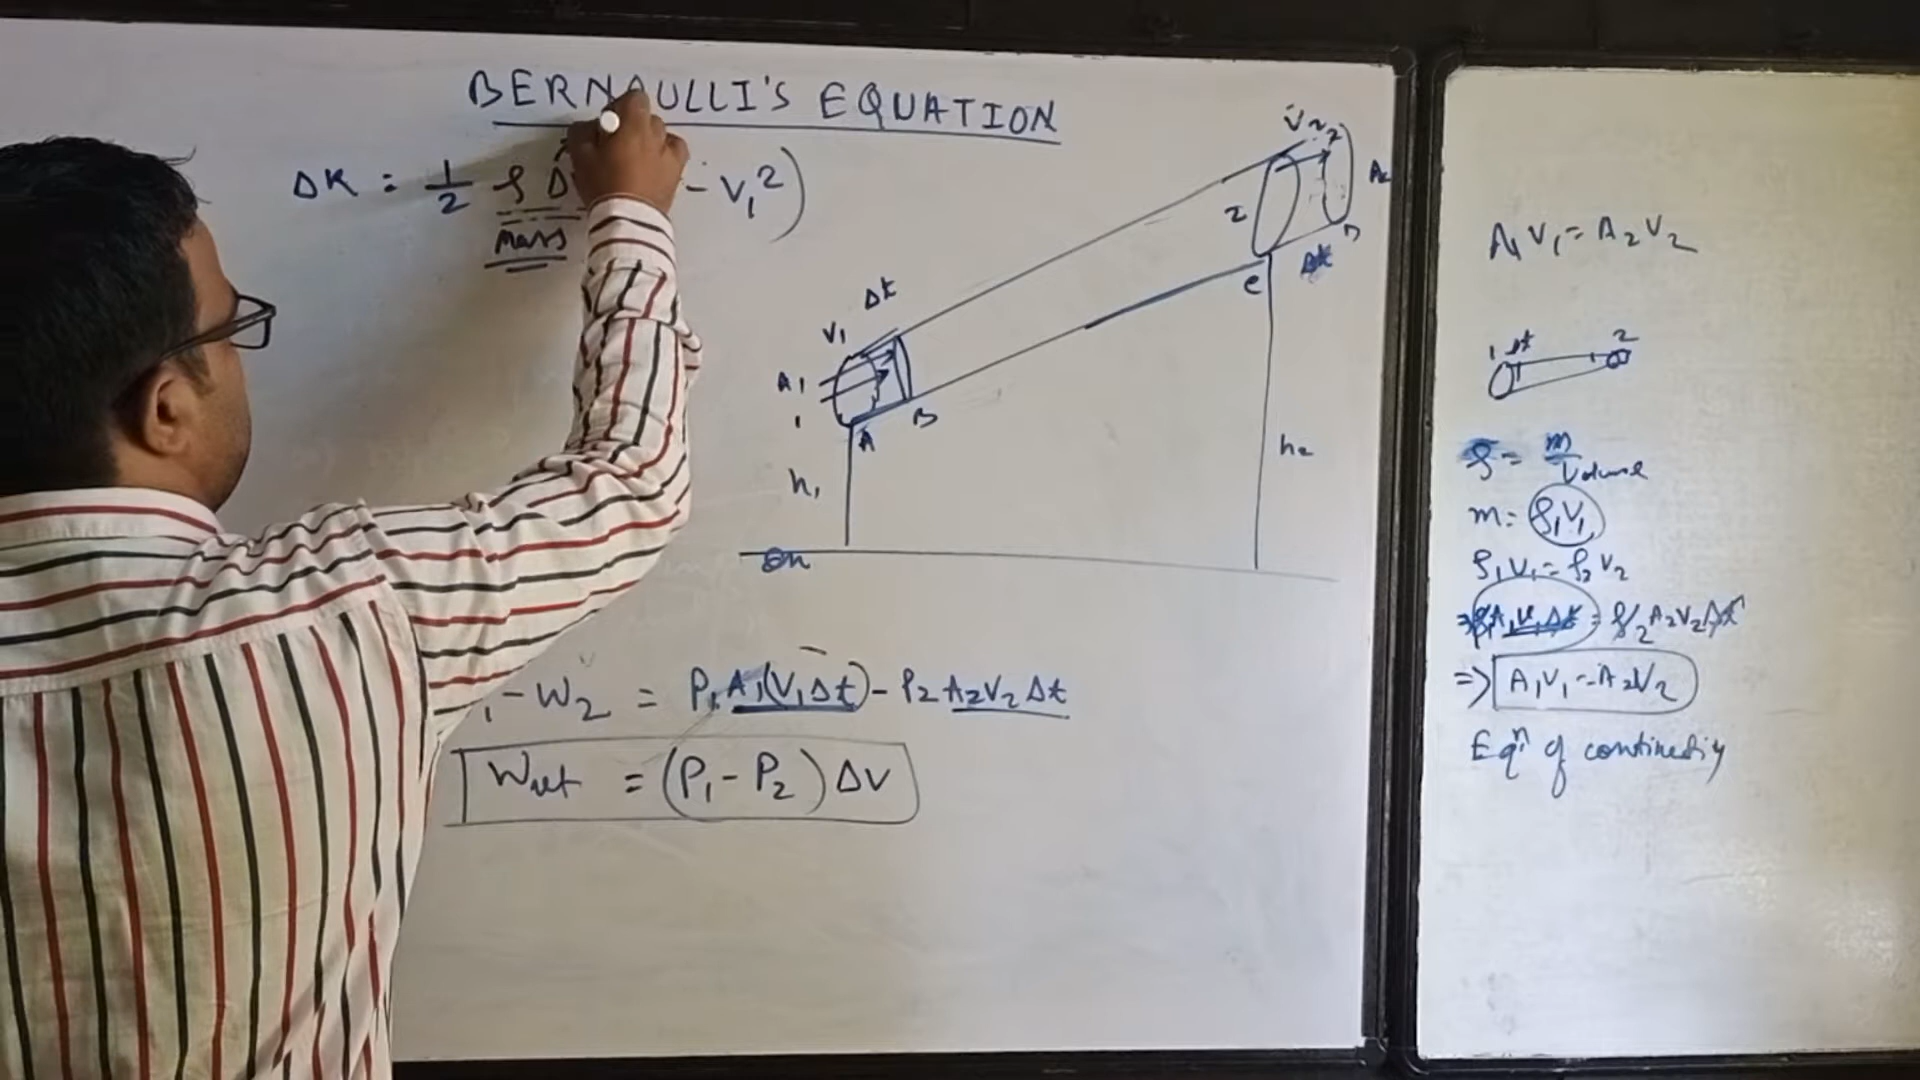 BERNAULLI'S EQUATION
ΔK = 1/2 ρ Δ - V₁²)
mass
V₂
A₂
2
D
Δt
C
Δt
V₁
A₁
1
A
B
h₁
h₂
- W₂ = P₁A₁(V₁Δt) - P₂A₂V₂Δt
Wnet = (P₁ - P₂) ΔV
A₁V₁ = A₂V₂
1 Δt 2
ρ = m/Volume
m = ρ₁V₁
ρ₁V₁ = ρ₂V₂
⇒ ρ₁A₁V₁Δt = ρ₂A₂V₂Δt
⇒ A₁V₁ = A₂V₂
Eqⁿ of continuity